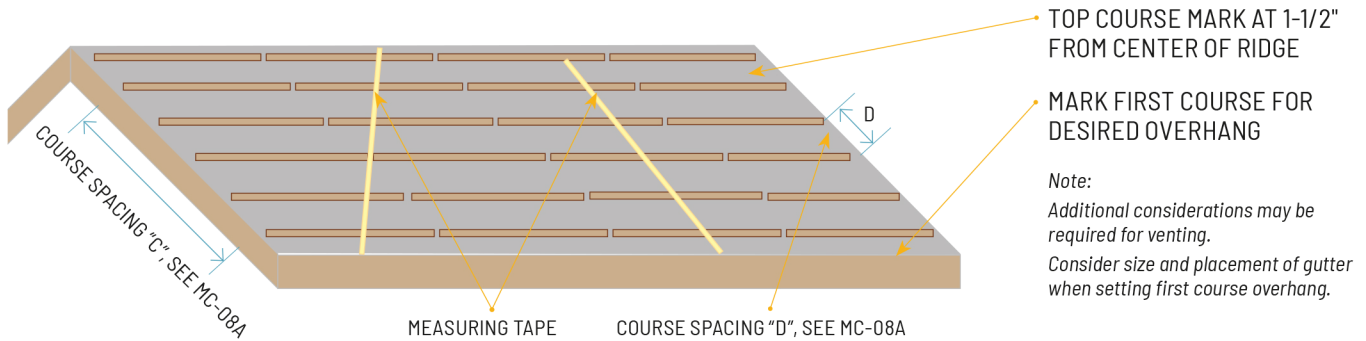 TOP COURSE MARK AT 1-1/2"
FROM CENTER OF RIDGE
MARK FIRST COURSE FOR
DESIRED OVERHANG
Note:
Additional considerations may be
required for venting.
Consider size and placement of gutter
when setting first course overhang.
D
COURSE SPACING "C", SEE MC-08A
MEASURING TAPE
COURSE SPACING "D", SEE MC-08A